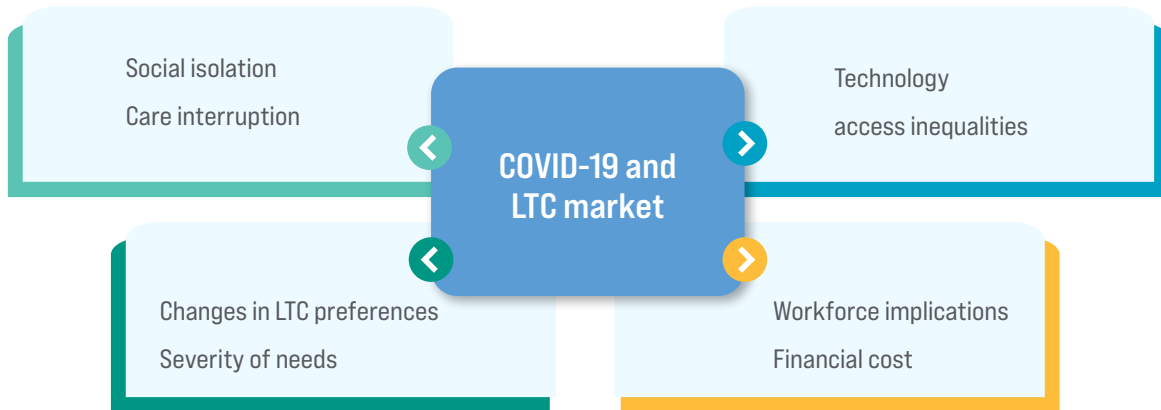 Social isolation
Care interruption
Technology
access inequalities
COVID-19 and
LTC market
Changes in LTC preferences
Severity of needs
Workforce implications
Financial cost